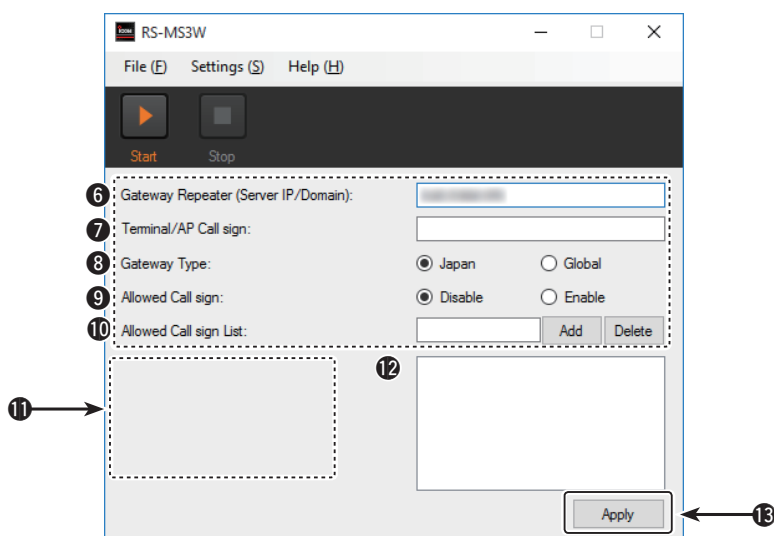 RS-MS3W
File (F) Settings (S) Help (H)
Start Stop
❻ Gateway Repeater (Server IP/Domain):
❼ Terminal/AP Call sign:
❽ Gateway Type: Japan Global
❾ Allowed Call sign: Disable Enable
❿ Allowed Call sign List: Add Delete
⓫ ⓬
Apply ⓭